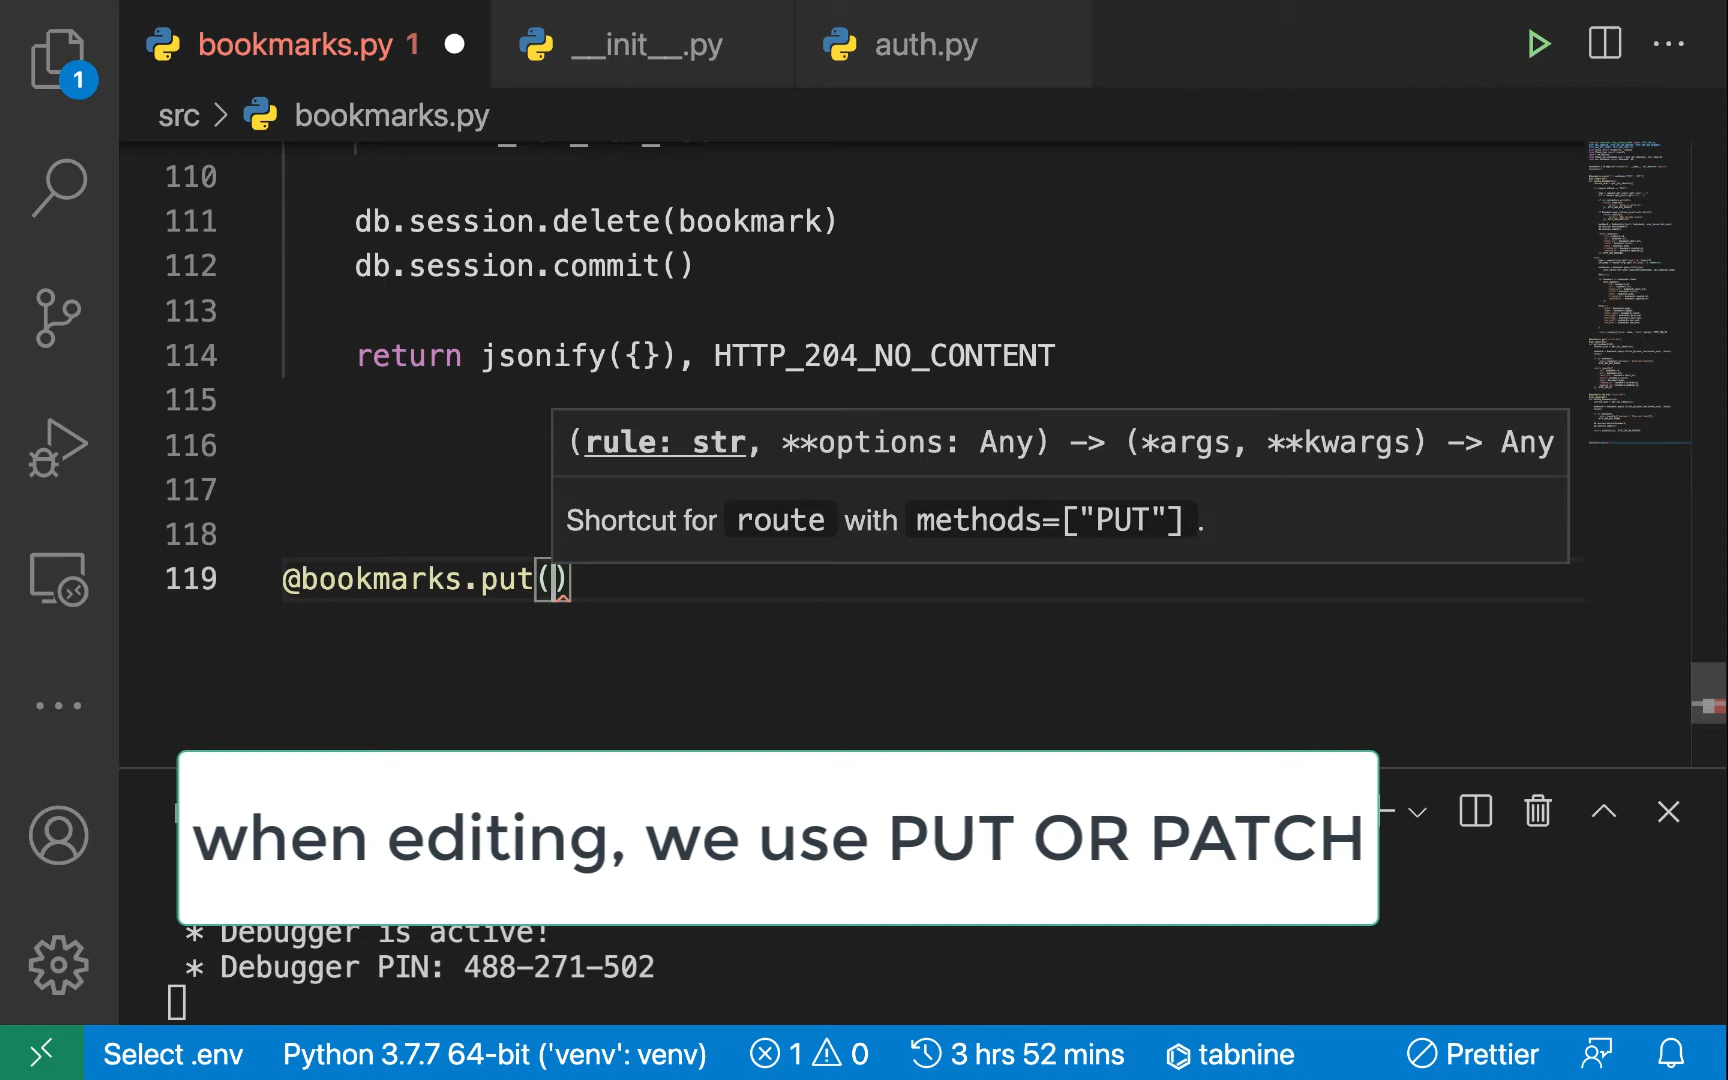 bookmarks.py 1
__init__.py
auth.py
1
src > bookmarks.py
110
111 db.session.delete(bookmark)
112 db.session.commit()
113
114 return jsonify({}), HTTP_204_NO_CONTENT
115
(rule: str, **options: Any) -> (*args, **kwargs) -> Any
116
117
Shortcut for route with methods=["PUT"].
118
119 @bookmarks.put()
when editing, we use PUT OR PATCH
* Debugger is active!
* Debugger PIN: 488-271-502
Select .env Python 3.7.7 64-bit ('venv': venv) 1 0 3 hrs 52 mins tabnine Prettier